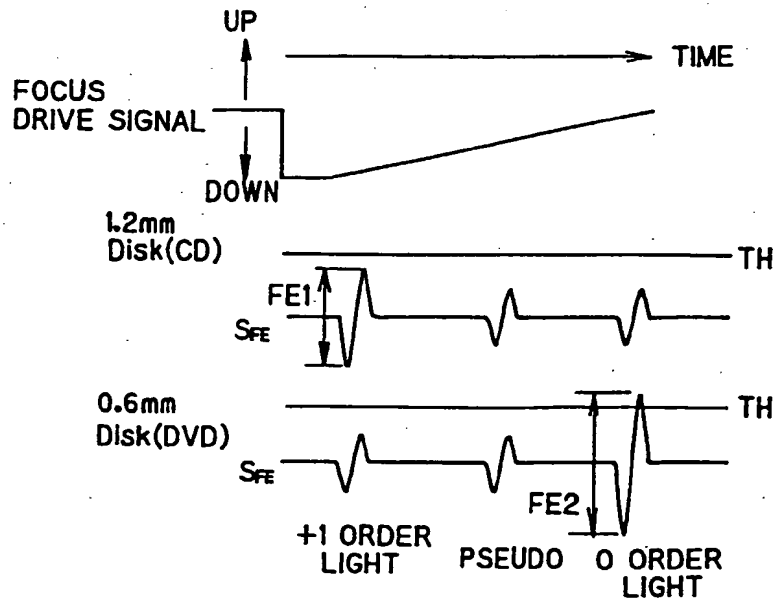 UP
TIME
FOCUS
DRIVE SIGNAL
DOWN
1.2mm
Disk(CD)
TH
FE1
SFE
0.6mm
Disk(DVD)
TH
SFE
FE2
+1 ORDER
LIGHT
PSEUDO
0 ORDER
LIGHT